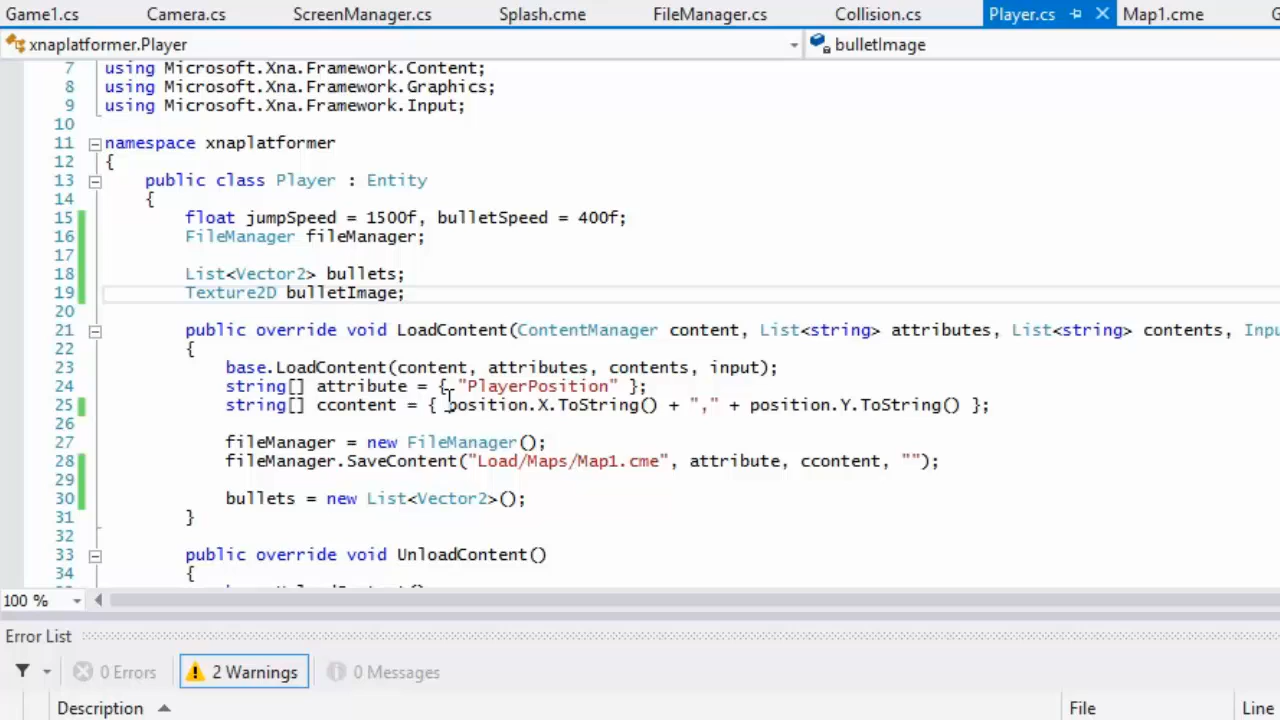 Game1.cs Camera.cs ScreenManager.cs Splash.cme FileManager.cs Collision.cs Player.cs Map1.cme
xnaplatformer.Player bulletImage
7 using Microsoft.Xna.Framework.Content;
8 using Microsoft.Xna.Framework.Graphics;
9 using Microsoft.Xna.Framework.Input;
10
11 namespace xnaplatformer
12 {
13 public class Player : Entity
14 {
15 float jumpSpeed = 1500f, bulletSpeed = 400f;
16 FileManager fileManager;
17
18 List<Vector2> bullets;
19 Texture2D bulletImage;
20
21 public override void LoadContent(ContentManager content, List<string> attributes, List<string> contents, Inpu
22 {
23 base.LoadContent(content, attributes, contents, input);
24 string[] attribute = { "PlayerPosition" };
25 string[] ccontent = { position.X.ToString() + "," + position.Y.ToString() };
26
27 fileManager = new FileManager();
28 fileManager.SaveContent("Load/Maps/Map1.cme", attribute, ccontent, "");
29
30 bullets = new List<Vector2>();
31 }
32
33 public override void UnloadContent()
34 {
100 %
Error List
0 Errors 2 Warnings 0 Messages
Description File Line